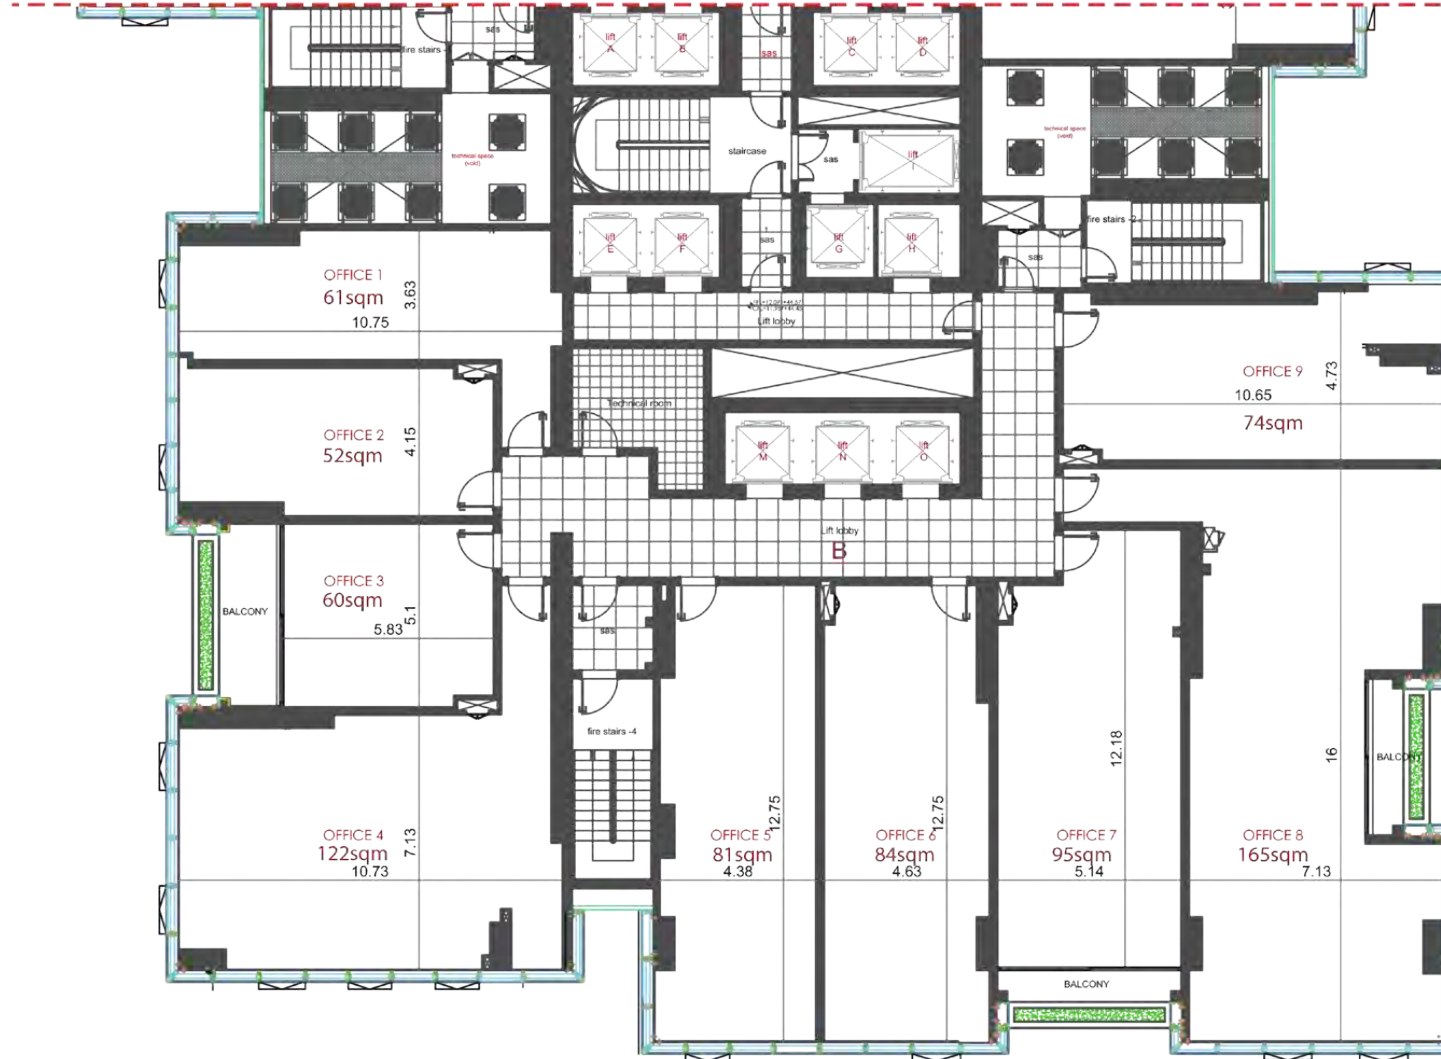 fire stairs -
sas
lift
A
lift
B
sas
lift
C
lift
D
technical space
(void)
technical space
(void)
staircase
sas
lift
I
lift
E
lift
F
sas
lift
G
lift
H
fire stairs -2
sas
Lift lobby
OFFICE 1
61sqm
3.63
10.75
OFFICE 9
4.73
10.65
74sqm
Technical room
OFFICE 2
52sqm
4.15
lift
M
lift
N
lift
O
Lift lobby
B
OFFICE 3
60sqm
5.1
5.83
BALCONY
sas
fire stairs -4
12.18
16
BALCONY
OFFICE 4
122sqm
7.13
10.73
OFFICE 5
81sqm
12.75
4.38
OFFICE 6
84sqm
12.75
4.63
OFFICE 7
95sqm
5.14
OFFICE 8
165sqm
7.13
BALCONY